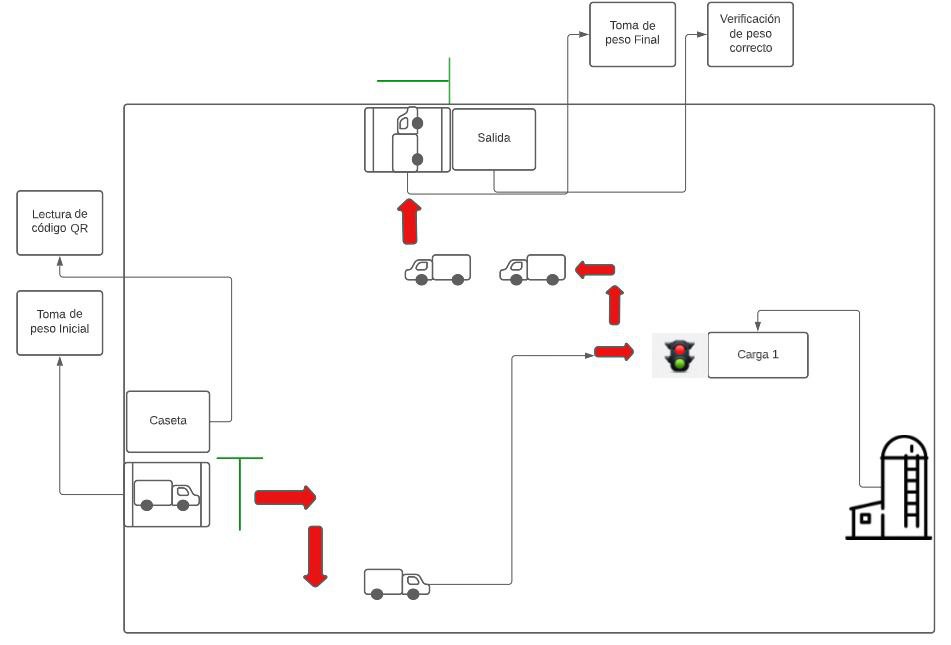 Toma de
peso Final
Verificación
de peso
correcto
Salida
Lectura de
código QR
Toma de
peso Inicial
Carga 1
Caseta